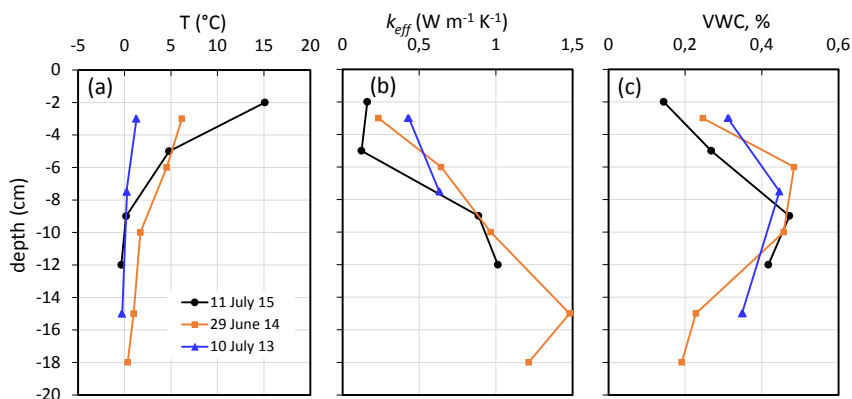 T (°C)
-5 0 5 10 15 20
k_eff (W m⁻¹ K⁻¹)
0 0,5 1 1,5
VWC, %
0 0,2 0,4 0,6
depth (cm)
0
-2
-4
-6
-8
-10
-12
-14
-16
-18
-20
(a)
(b)
(c)
11 July 15
29 June 14
10 July 13